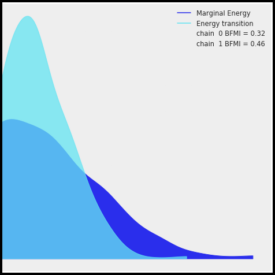 Marginal Energy
Energy transition
chain  0 BFMI = 0.32
chain  1 BFMI = 0.46